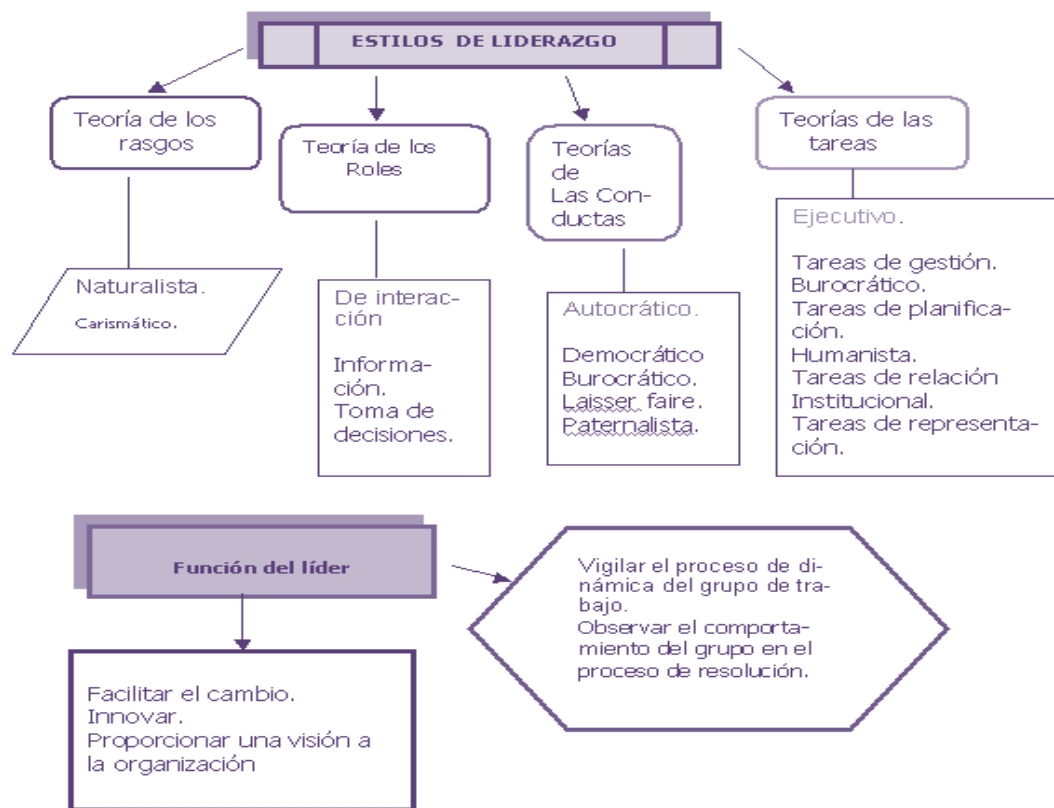 ESTILOS DE LIDERAZGO
Teoría de los
rasgos
Teoría de los
Roles
Teorías
de
Las Con-
ductas
Teorías de las
tareas
Naturalista.
Carismático.
De interac-
ción
Informa-
ción.
Toma de
decisiones.
Autocrático.
Democrático
Burocrático.
Laisser faire.
Paternalista.
Ejecutivo.
Tareas de gestión.
Burocrático.
Tareas de planifica-
ción.
Humanista.
Tareas de relación
Institucional.
Tareas de representa-
ción.
Función del líder
Vigilar el proceso de di-
námica del grupo de tra-
bajo.
Observar el comporta-
miento del grupo en el
proceso de resolución.
Facilitar el cambio.
Innovar.
Proporcionar una visión a
la organización